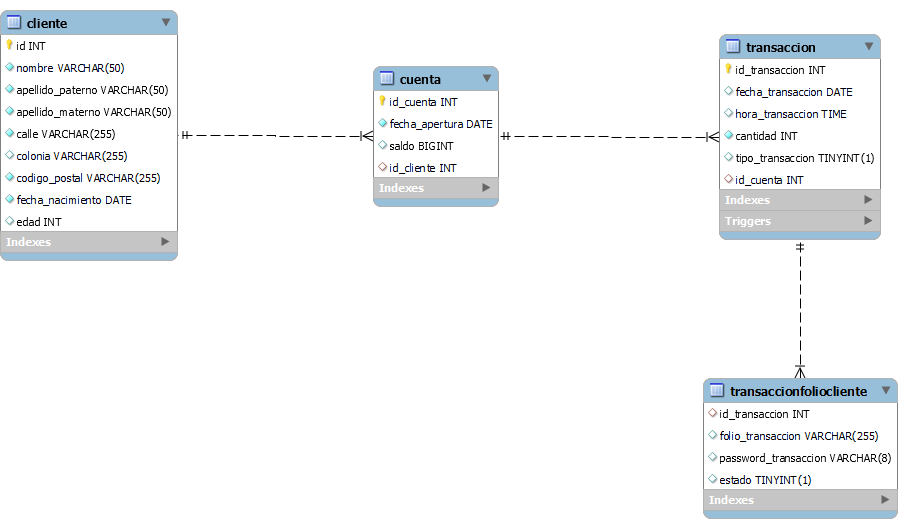 cliente
id INT
nombre VARCHAR(50)
apellido_paterno VARCHAR(50)
apellido_materno VARCHAR(50)
calle VARCHAR(255)
colonia VARCHAR(255)
codigo_postal VARCHAR(255)
fecha_nacimiento DATE
edad INT
Indexes
cuenta
id_cuenta INT
fecha_apertura DATE
saldo BIGINT
id_cliente INT
Indexes
transaccion
id_transaccion INT
fecha_transaccion DATE
hora_transaccion TIME
cantidad INT
tipo_transaccion TINYINT(1)
id_cuenta INT
Indexes
Triggers
transaccionfoliocliente
id_transaccion INT
folio_transaccion VARCHAR(255)
password_transaccion VARCHAR(8)
estado TINYINT(1)
Indexes